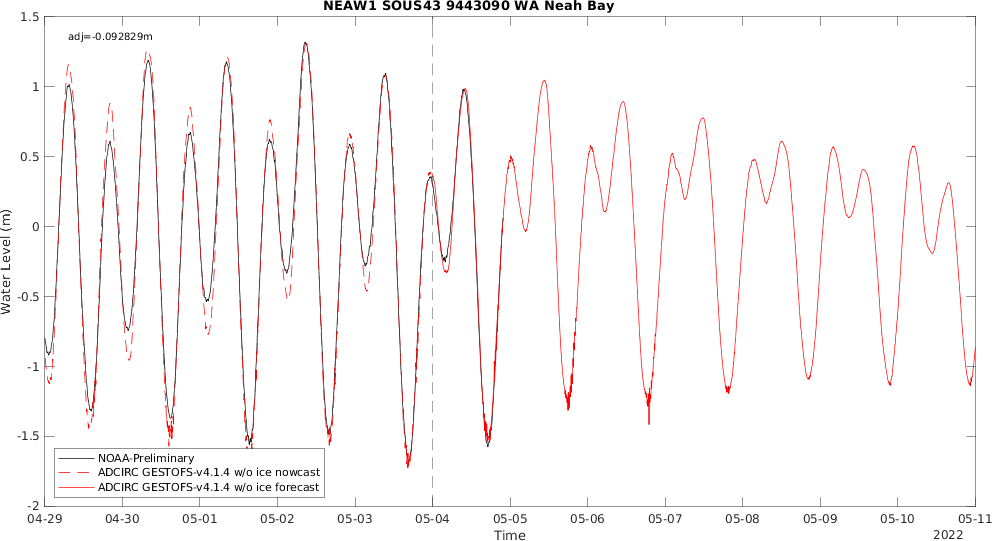 NEAW1 SOUS43 9443090 WA Neah Bay
adj=-0.092829m
1.5
1
0.5
0
-0.5
-1
-1.5
-2
Water Level (m)
NOAA-Preliminary
ADCIRC GESTOFS-v4.1.4 w/o ice nowcast
ADCIRC GESTOFS-v4.1.4 w/o ice forecast
04-29 04-30 05-01 05-02 05-03 05-04 05-05 05-06 05-07 05-08 05-09 05-10 05-11
Time
2022